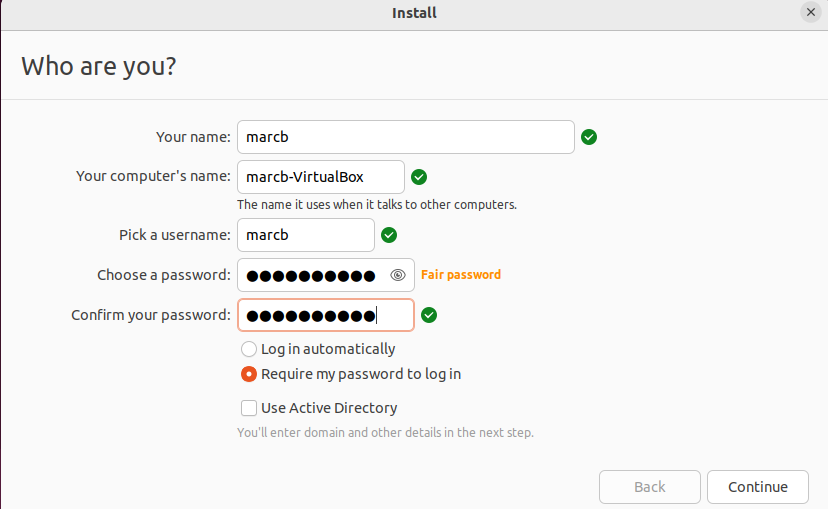 Install
Who are you?
Your name: marcb
Your computer's name: marcb-VirtualBox
The name it uses when it talks to other computers.
Pick a username: marcb
Choose a password: ●●●●●●●●●● Fair password
Confirm your password: ●●●●●●●●●●
Log in automatically
Require my password to log in
Use Active Directory
You'll enter domain and other details in the next step.
Back Continue